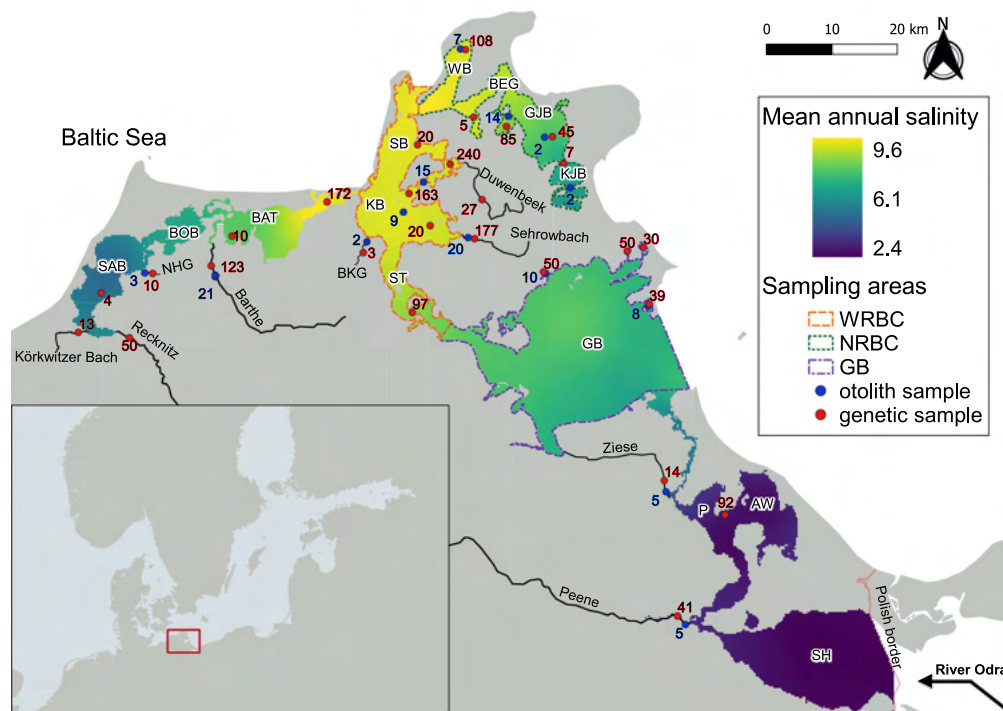 0 10 20 km
N
Mean annual salinity
9.6
6.1
2.4
Sampling areas
WRBC
NRBC
GB
otolith sample
genetic sample
Baltic Sea
7
108
WB
BEG
GJB
5
14
85
2
45
7
KJB
2
SB
20
240
15
163
Duwenbeek
27
KB
9
20
177
20
Sehrowbach
172
BAT
10
BOB
SAB
3
10
NHG
4
123
21
Barthe
13
Körkwitzer Bach
50
Recknitz
2
3
BKG
ST
97
50
30
50
10
39
8
GB
Ziese
14
5
P
92
AW
Peene
41
5
SH
Polish border
River Odra